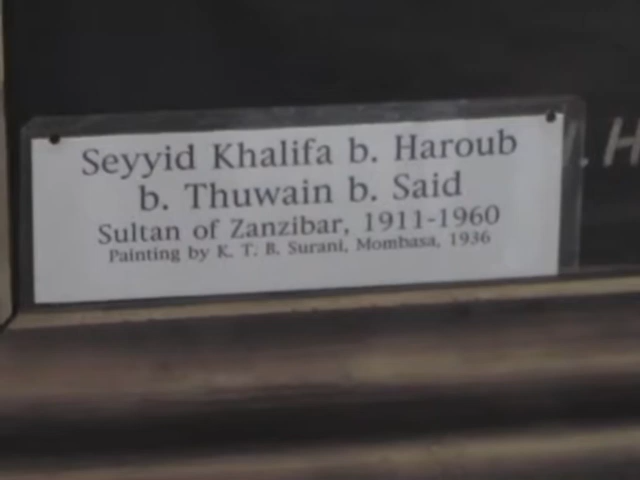 Seyyid Khalifa b. Haroub
b. Thuwain b. Said
Sultan of Zanzibar, 1911-1960
Painting by K. T. B. Surani, Mombasa, 1936